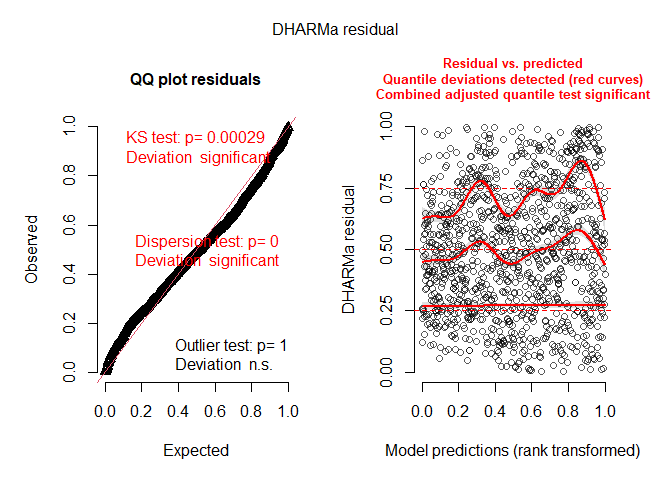 DHARMa residual
QQ plot residuals
KS test: p= 0.00029
Deviation significant
Dispersion test: p= 0
Deviation significant
Outlier test: p= 1
Deviation n.s.
Observed
0.0 0.2 0.4 0.6 0.8 1.0
0.0 0.2 0.4 0.6 0.8 1.0
Expected
Residual vs. predicted
Quantile deviations detected (red curves)
Combined adjusted quantile test significant
DHARMa residual
0.00 0.25 0.50 0.75 1.00
0.0 0.2 0.4 0.6 0.8 1.0
Model predictions (rank transformed)